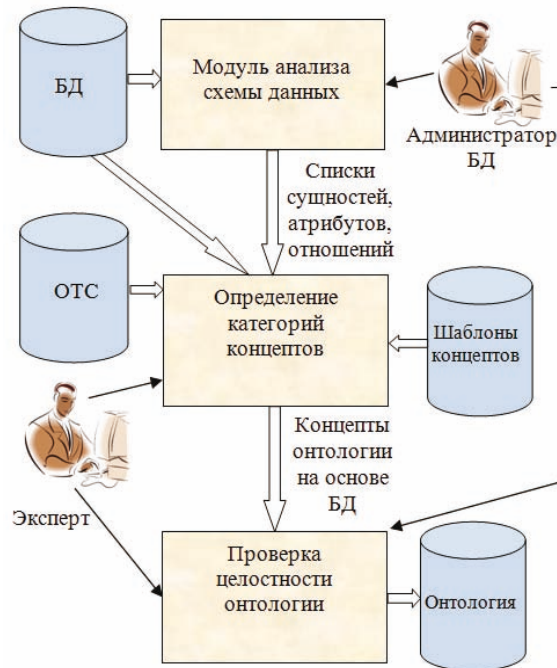 БД
Модуль анализа
схемы данных
Администратор
БД
Списки
сущностей,
атрибутов,
отношений
ОТС
Определение
категорий
концептов
Шаблоны
концептов
Эксперт
Концепты
онтологии
на основе
БД
Проверка
целостности
онтологии
Онтология